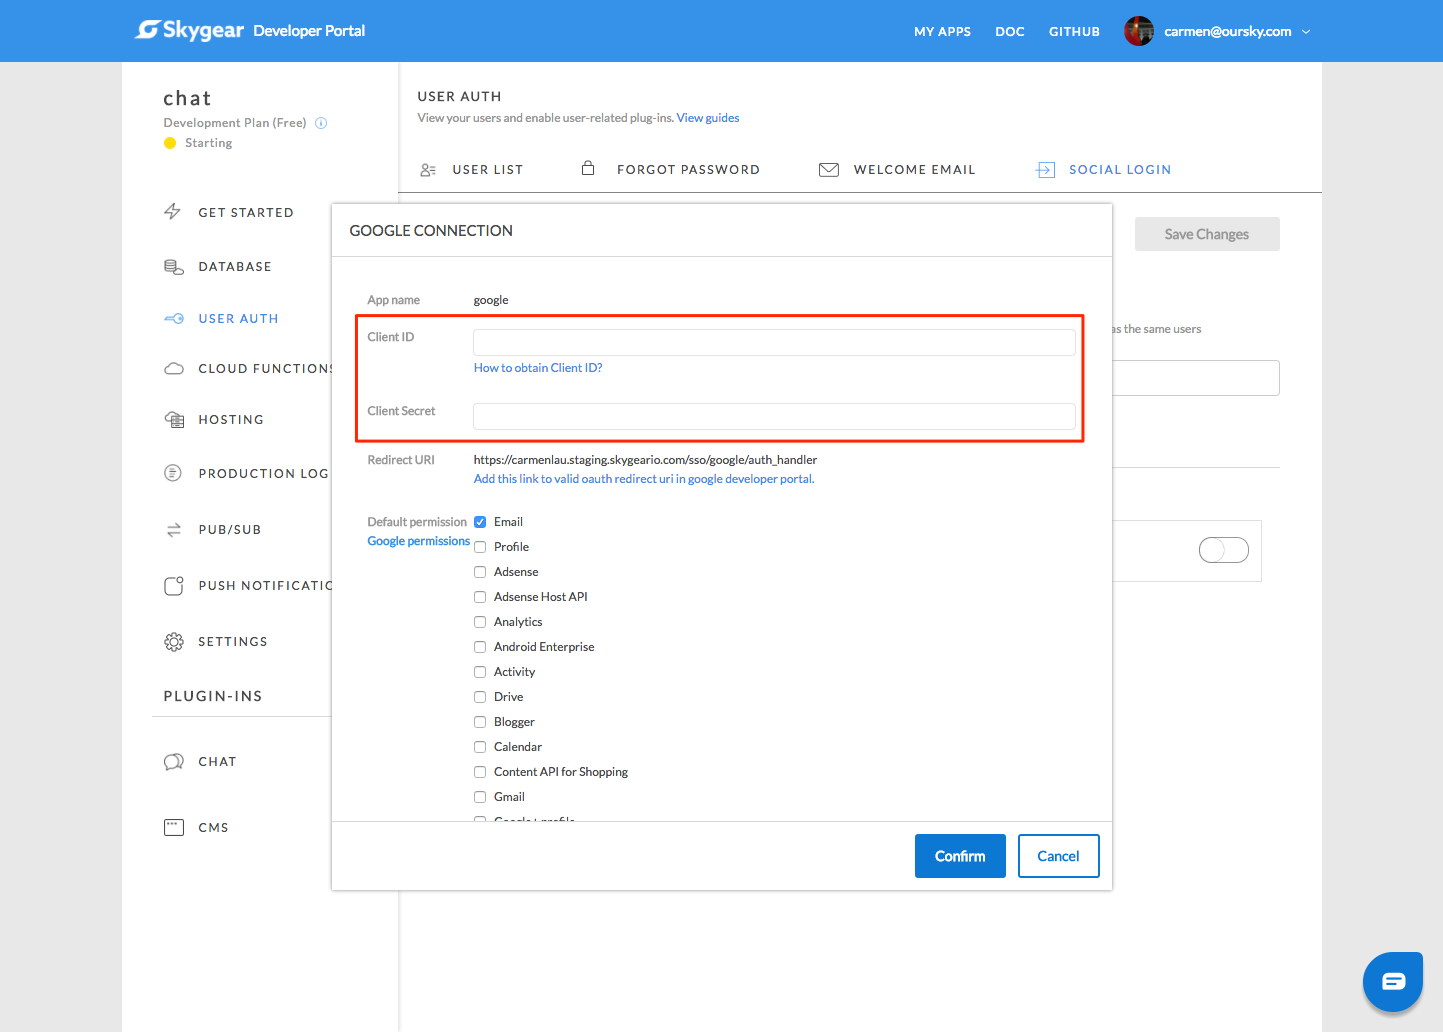 Skygear Developer Portal
MY APPS
DOC
GITHUB
carmen@oursky.com
chat
Development Plan (Free)
Starting
GET STARTED
DATABASE
USER AUTH
CLOUD FUNCTIONS
HOSTING
PRODUCTION LOG
PUB/SUB
PUSH NOTIFICATIO
SETTINGS
PLUGIN-INS
CHAT
CMS
USER AUTH
View your users and enable user-related plug-ins. View guides
USER LIST
FORGOT PASSWORD
WELCOME EMAIL
SOCIAL LOGIN
Save Changes
as the same users
GOOGLE CONNECTION
App name
google
Client ID
How to obtain Client ID?
Client Secret
Redirect URI
https://carmenlau.staging.skygeario.com/sso/google/auth_handler
Add this link to valid oauth redirect uri in google developer portal.
Default permission
Google permissions
Email
Profile
Adsense
Adsense Host API
Analytics
Android Enterprise
Activity
Drive
Blogger
Calendar
Content API for Shopping
Gmail
Google+ profile
Confirm
Cancel